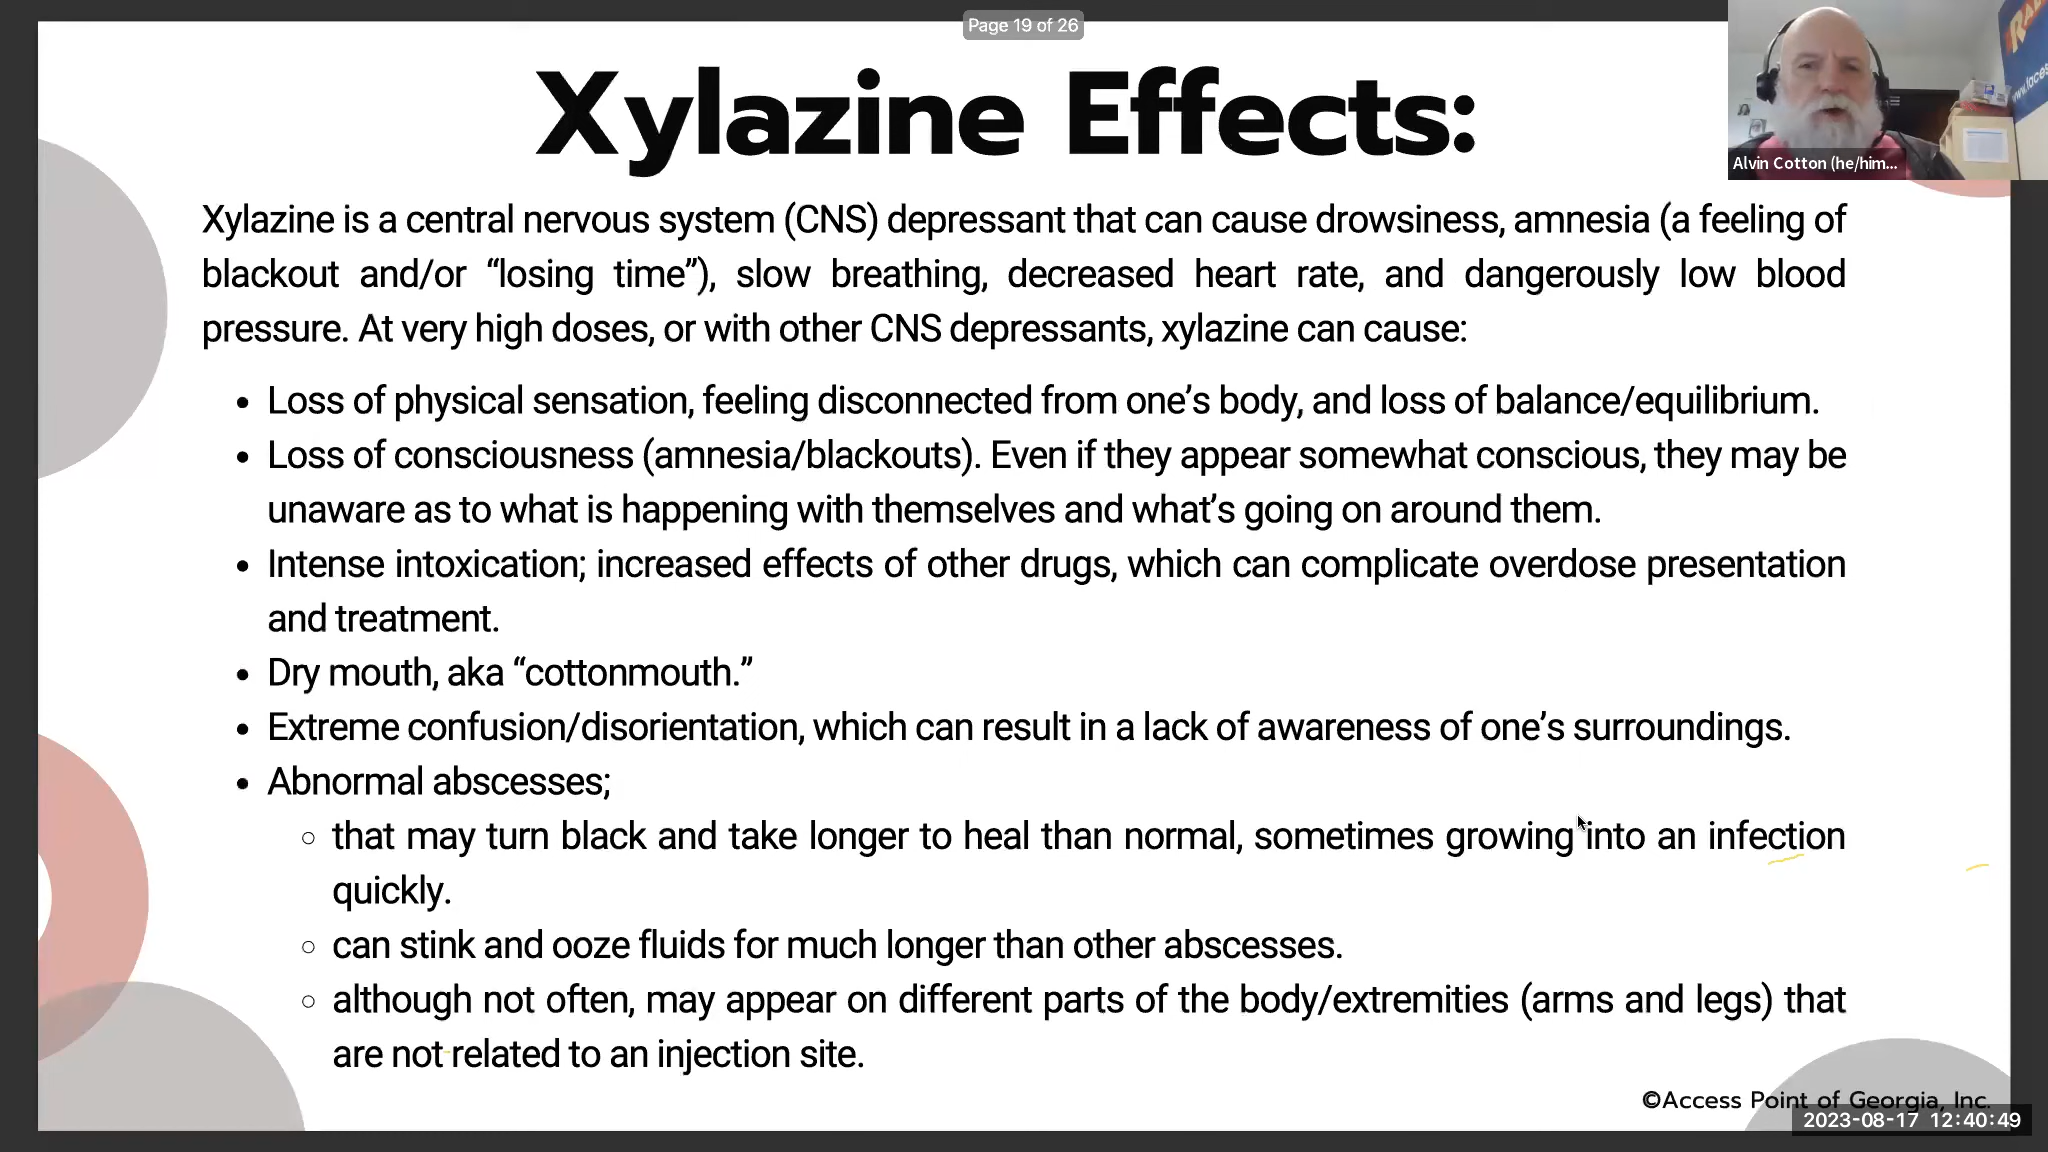 Page 19 of 26
Xylazine Effects:
Alvin Cotton (he/him...
Xylazine is a central nervous system (CNS) depressant that can cause drowsiness, amnesia (a feeling of
blackout and/or “losing time”), slow breathing, decreased heart rate, and dangerously low blood
pressure. At very high doses, or with other CNS depressants, xylazine can cause:
• Loss of physical sensation, feeling disconnected from one’s body, and loss of balance/equilibrium.
• Loss of consciousness (amnesia/blackouts). Even if they appear somewhat conscious, they may be
unaware as to what is happening with themselves and what’s going on around them.
• Intense intoxication; increased effects of other drugs, which can complicate overdose presentation
and treatment.
• Dry mouth, aka “cottonmouth.”
• Extreme confusion/disorientation, which can result in a lack of awareness of one’s surroundings.
• Abnormal abscesses;
○ that may turn black and take longer to heal than normal, sometimes growing into an infection
quickly.
○ can stink and ooze fluids for much longer than other abscesses.
○ although not often, may appear on different parts of the body/extremities (arms and legs) that
are not related to an injection site.
©Access Point of Georgia, Inc.
2023-08-17 12:40:49